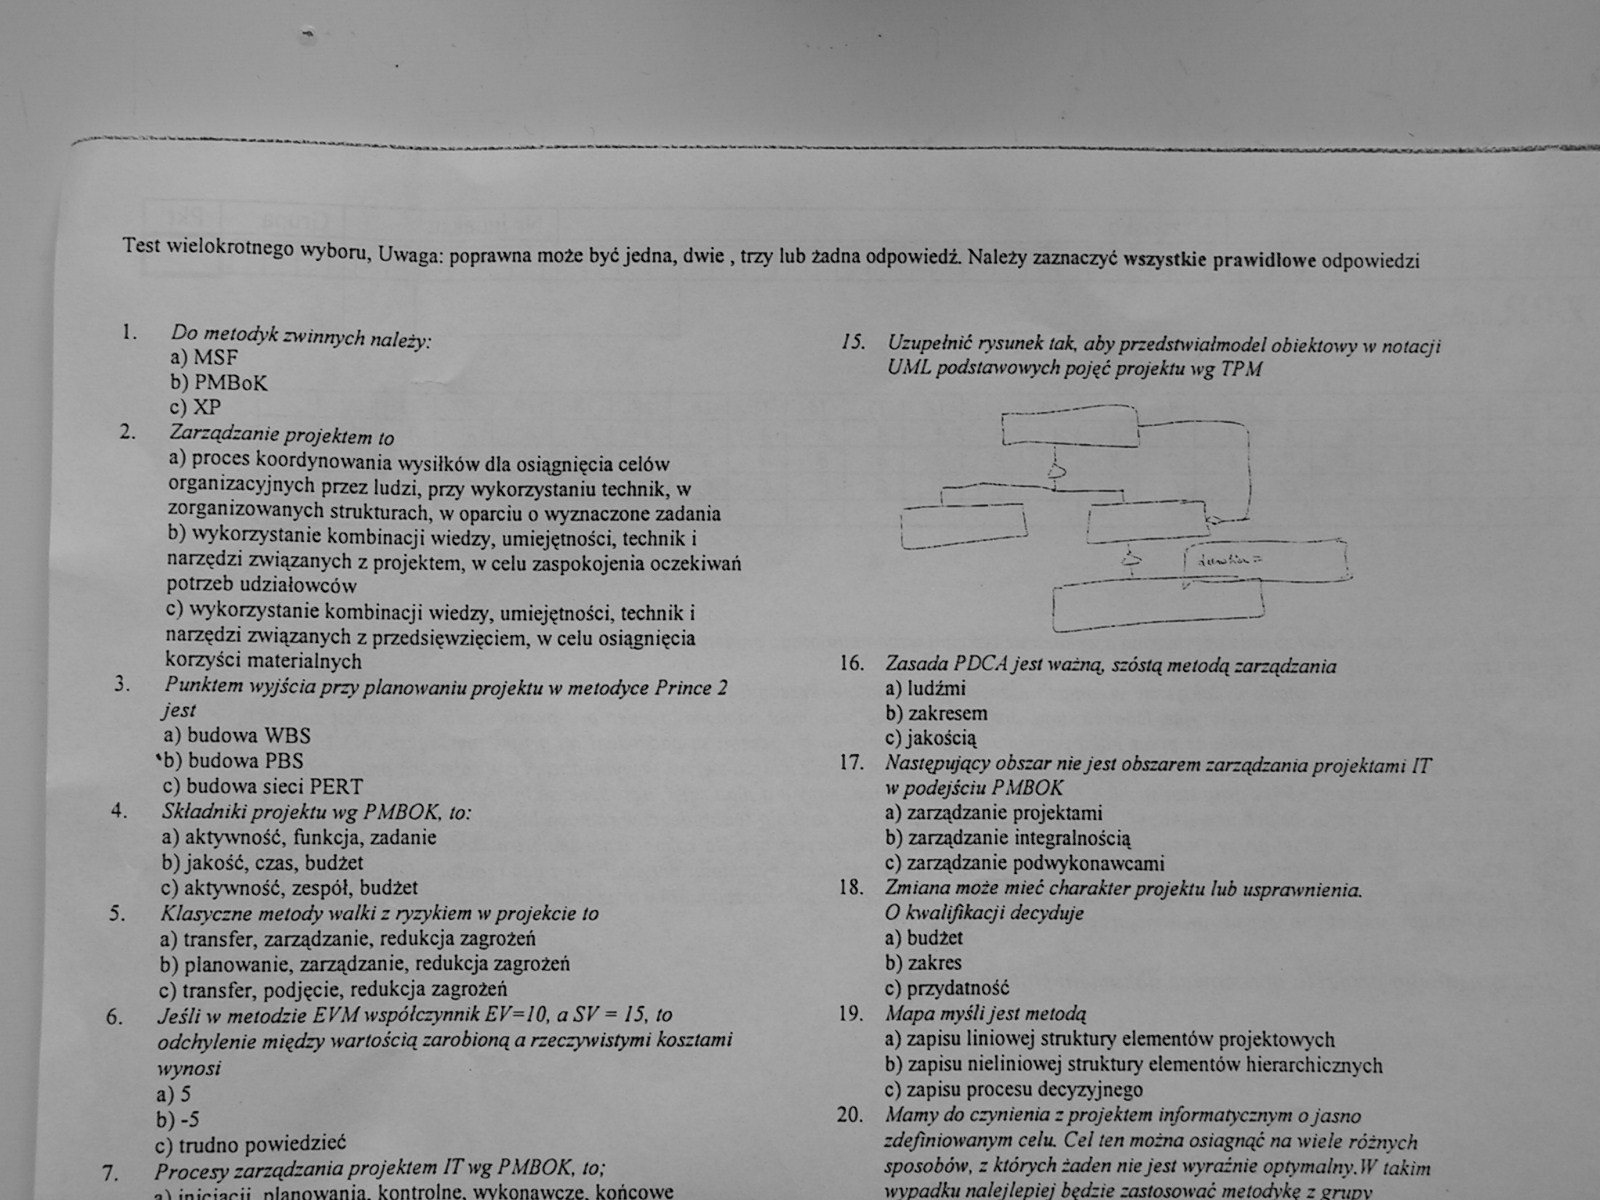 Test wielokrotnego wyboru, Uwaga: poprawna może być jedna, dwie , trzy lub żadna odpowiedź. Należy zaznaczyć wszystkie prawidłowe odpowiedzi
1. Do metodyk zwinnych należy:
a) MSF
b) PMBoK
c) XP
2. Zarządzanie projektem to
a) proces koordynowania wysiłków dla osiągnięcia celów
organizacyjnych przez ludzi, przy wykorzystaniu technik, w
zorganizowanych strukturach, w oparciu o wyznaczone zadania
b) wykorzystanie kombinacji wiedzy, umiejętności, technik i
narzędzi związanych z projektem, w celu zaspokojenia oczekiwań
potrzeb udziałowców
c) wykorzystanie kombinacji wiedzy, umiejętności, technik i
narzędzi związanych z przedsięwzięciem, w celu osiągnięcia
korzyści materialnych
3. Punktem wyjścia przy planowaniu projektu w metodyce Prince 2
jest
a) budowa WBS
b) budowa PBS
c) budowa sieci PERT
4. Składniki projektu wg PMBOK, to:
a) aktywność, funkcja, zadanie
b) jakość, czas, budżet
c) aktywność, zespół, budżet
5. Klasyczne metody walki z ryzykiem w projekcie to
a) transfer, zarządzanie, redukcja zagrożeń
b) planowanie, zarządzanie, redukcja zagrożeń
c) transfer, podjęcie, redukcja zagrożeń
6. Jeśli w metodzie EVM współczynnik EV=10, a SV = 15, to
odchylenie między wartością zarobioną a rzeczywistymi kosztami
wynosi
a) 5
b) -5
c) trudno powiedzieć
7. Procesy zarządzania projektem IT wg PMBOK, to;
a) inicjacji, planowania, kontrolne, wykonawcze, końcowe
15. Uzupełnić rysunek tak, aby przedstwiałmodel obiektowy w notacji
UML podstawowych pojęć projektu wg TPM
16. Zasada PDCA jest ważną, szóstą metodą zarządzania
a) ludźmi
b) zakresem
c) jakością
17. Następujący obszar nie jest obszarem zarządzania projektami IT
w podejściu PMBOK
a) zarządzanie projektami
b) zarządzanie integralnością
c) zarządzanie podwykonawcami
18. Zmiana może mieć charakter projektu lub usprawnienia.
O kwalifikacji decyduje
a) budżet
b) zakres
c) przydatność
19. Mapa myśli jest metodą
a) zapisu liniowej struktury elementów projektowych
b) zapisu nieliniowej struktury elementów hierarchicznych
c) zapisu procesu decyzyjnego
20. Mamy do czynienia z projektem informatycznym o jasno
zdefiniowanym celu. Cel ten można osiagnąć na wiele różnych
sposobów, z których żaden nie jest wyraźnie optymalny.W takim
wypadku nalejlepiej będzie zastosować metodykę z grupy